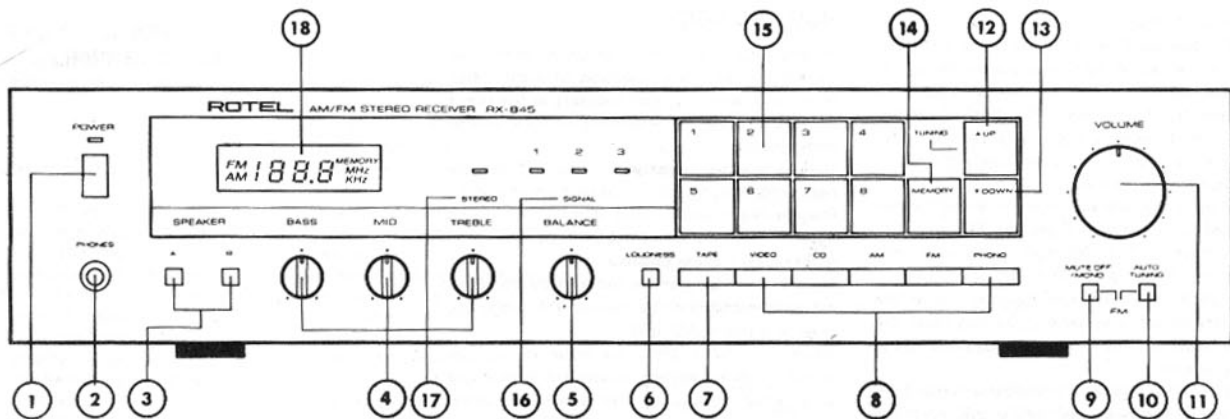 18 15 14 12 13
ROTEL AM/FM STEREO RECEIVER RX-845
POWER
1 2 3 4 TUNING ▲UP
VOLUME
FM 188.8 MEMORY
AM MHz
KHz
1 2 3
STEREO SIGNAL
5 6 7 8 MEMORY ▼DOWN
SPEAKER BASS MID TREBLE BALANCE
PHONES
A B
LOUDNESS TAPE VIDEO CD AM FM PHONO
MUTE OFF /MONO AUTO TUNING
FM
1 2 3 4 17 16 5 6 7 8 9 10 11